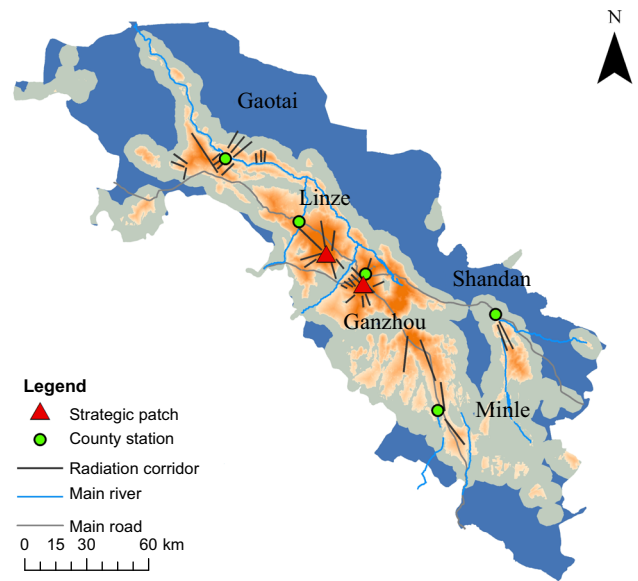 N
Gaotai
Linze
Shandan
Ganzhou
Minle
Legend
Strategic patch
County station
Radiation corridor
Main river
Main road
0 15 30 60 km